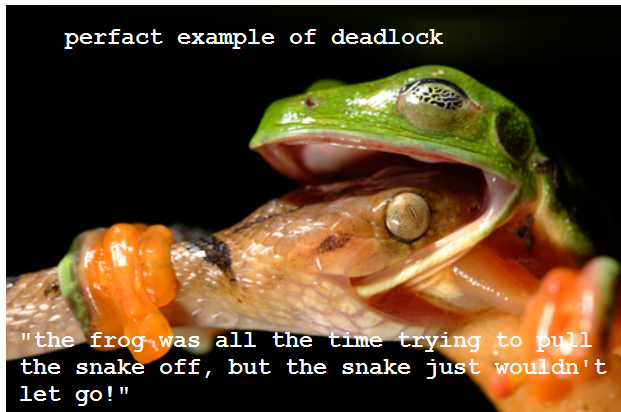 perfact example of deadlock
"the frog was all the time trying to pull
the snake off, but the snake just wouldn't
let go!"